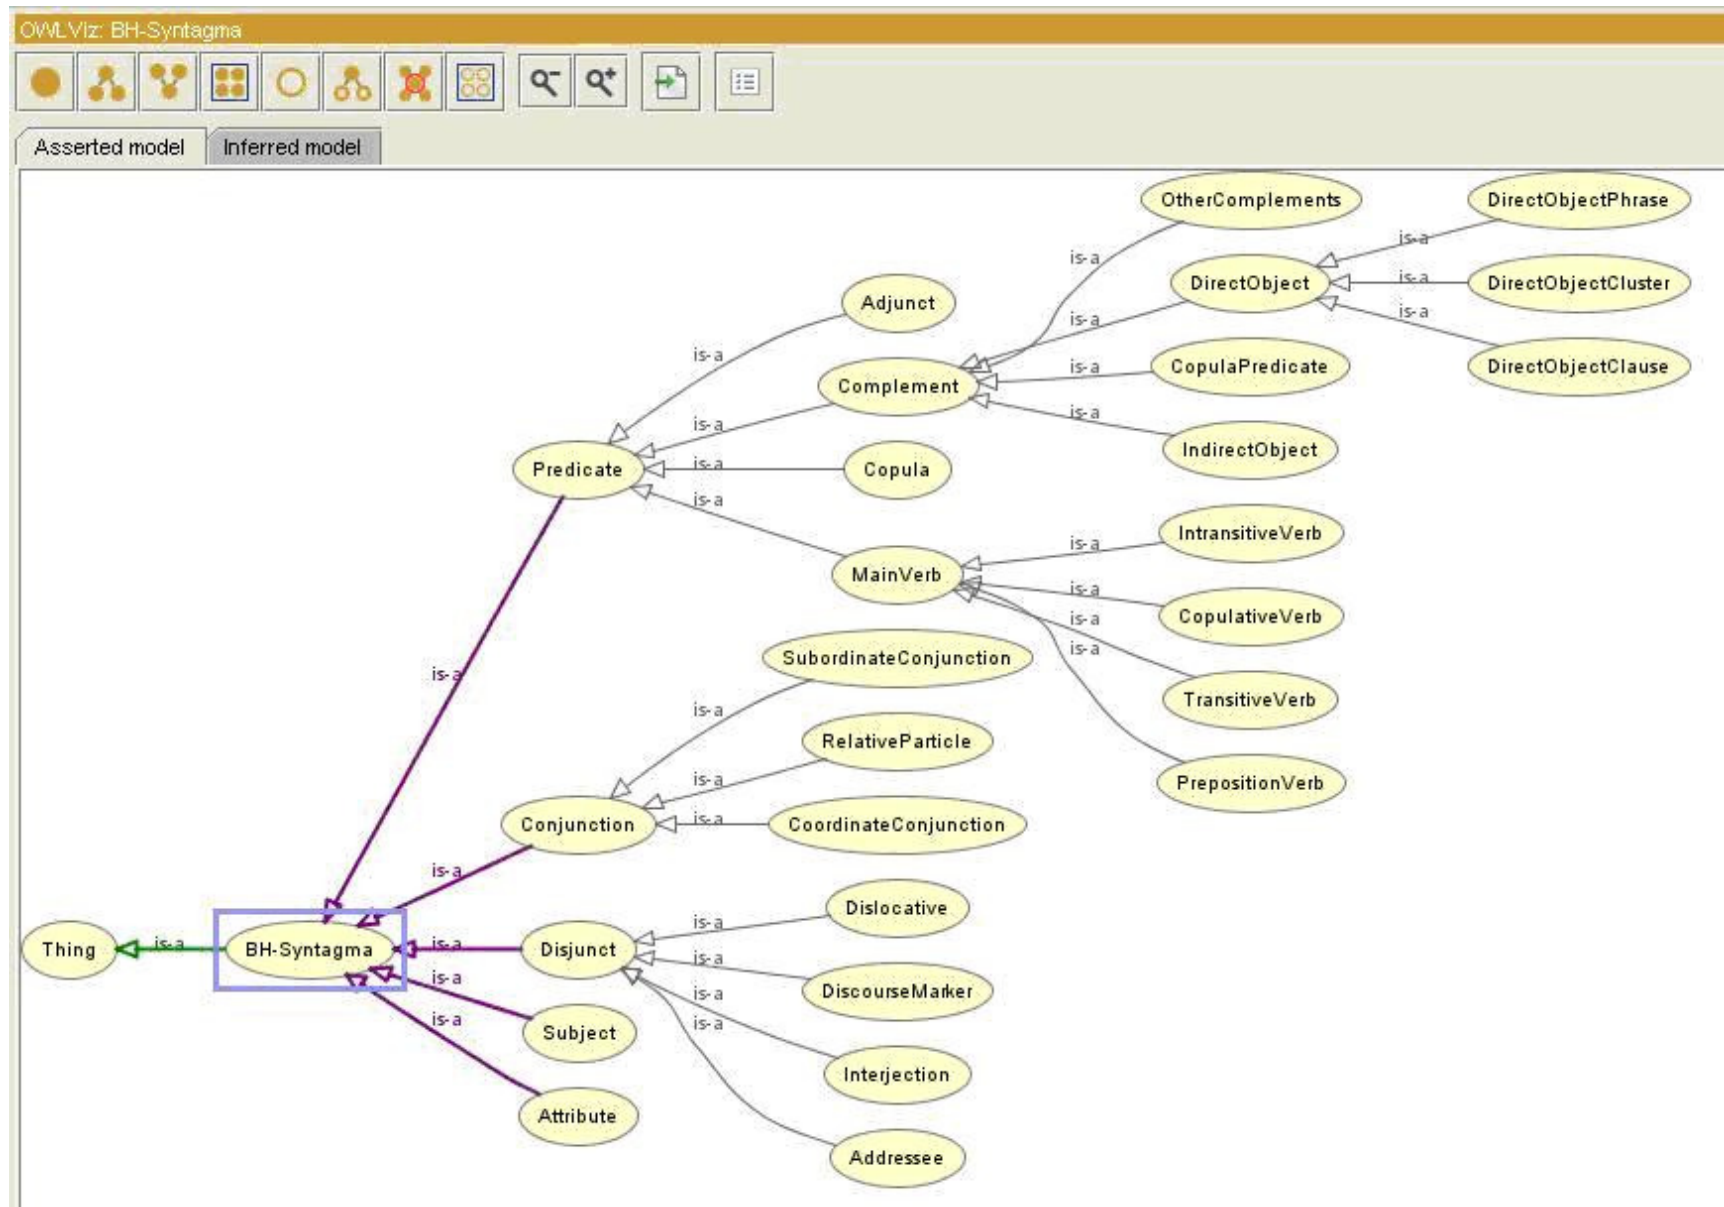 OWLViz: BH-Syntagma
Asserted model
Inferred model
OtherComplements
DirectObjectPhrase
is-a
is-a
DirectObject
is-a
DirectObjectCluster
Adjunct
is-a
is-a
is-a
CopulaPredicate
is-a
DirectObjectClause
Complement
is-a
is-a
IndirectObject
Predicate
is-a
Copula
is-a
IntransitiveVerb
is-a
MainVerb
is-a
CopulativeVerb
is-a
is-a
SubordinateConjunction
is-a
TransitiveVerb
is-a
RelativeParticle
is-a
PrepositionVerb
Conjunction
is-a
CoordinateConjunction
is-a
Dislocative
is-a
Thing
is-a
BH-Syntagma
is-a
Disjunct
is-a
DiscourseMarker
is-a
is-a
Subject
is-a
is-a
Interjection
Attribute
Addressee